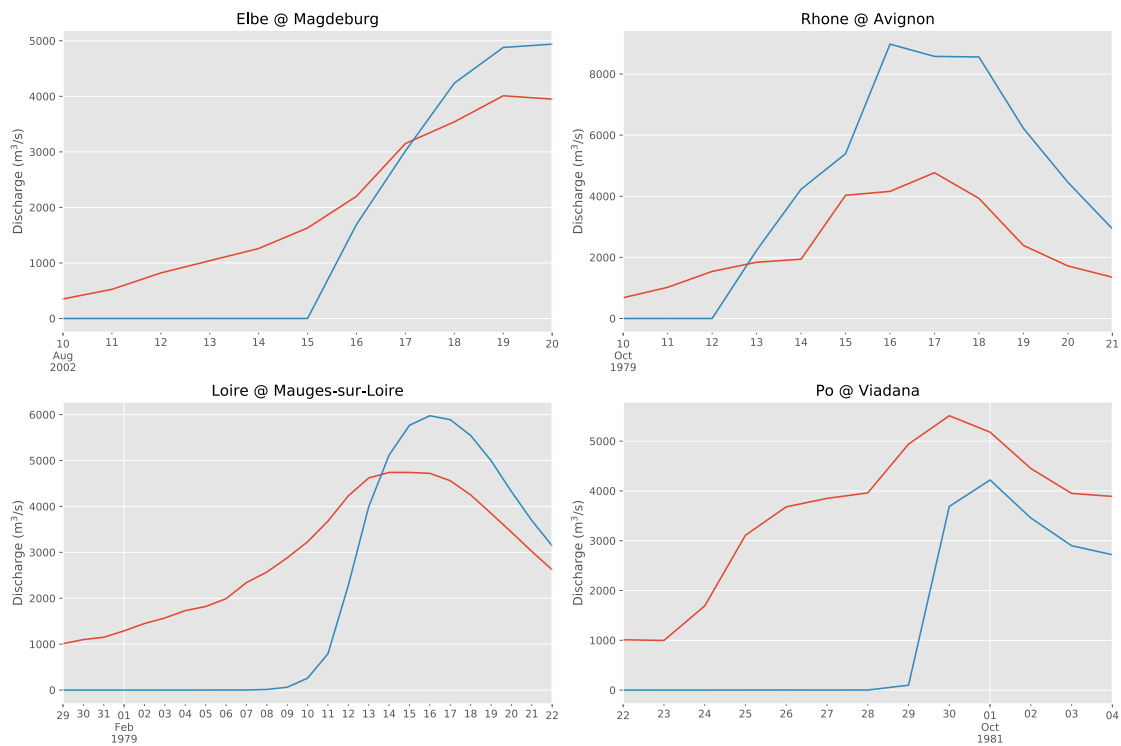 Elbe @ Magdeburg
Discharge (m³/s)
5000
4000
3000
2000
1000
0
10 11 12 13 14 15 16 17 18 19 20
Aug
2002
Rhone @ Avignon
Discharge (m³/s)
8000
6000
4000
2000
0
10 11 12 13 14 15 16 17 18 19 20 21
Oct
1979
Loire @ Mauges-sur-Loire
Discharge (m³/s)
6000
5000
4000
3000
2000
1000
0
29 30 31 01 02 03 04 05 06 07 08 09 10 11 12 13 14 15 16 17 18 19 20 21 22
Feb
1979
Po @ Viadana
Discharge (m³/s)
5000
4000
3000
2000
1000
0
22 23 24 25 26 27 28 29 30 01 02 03 04
Oct
1981